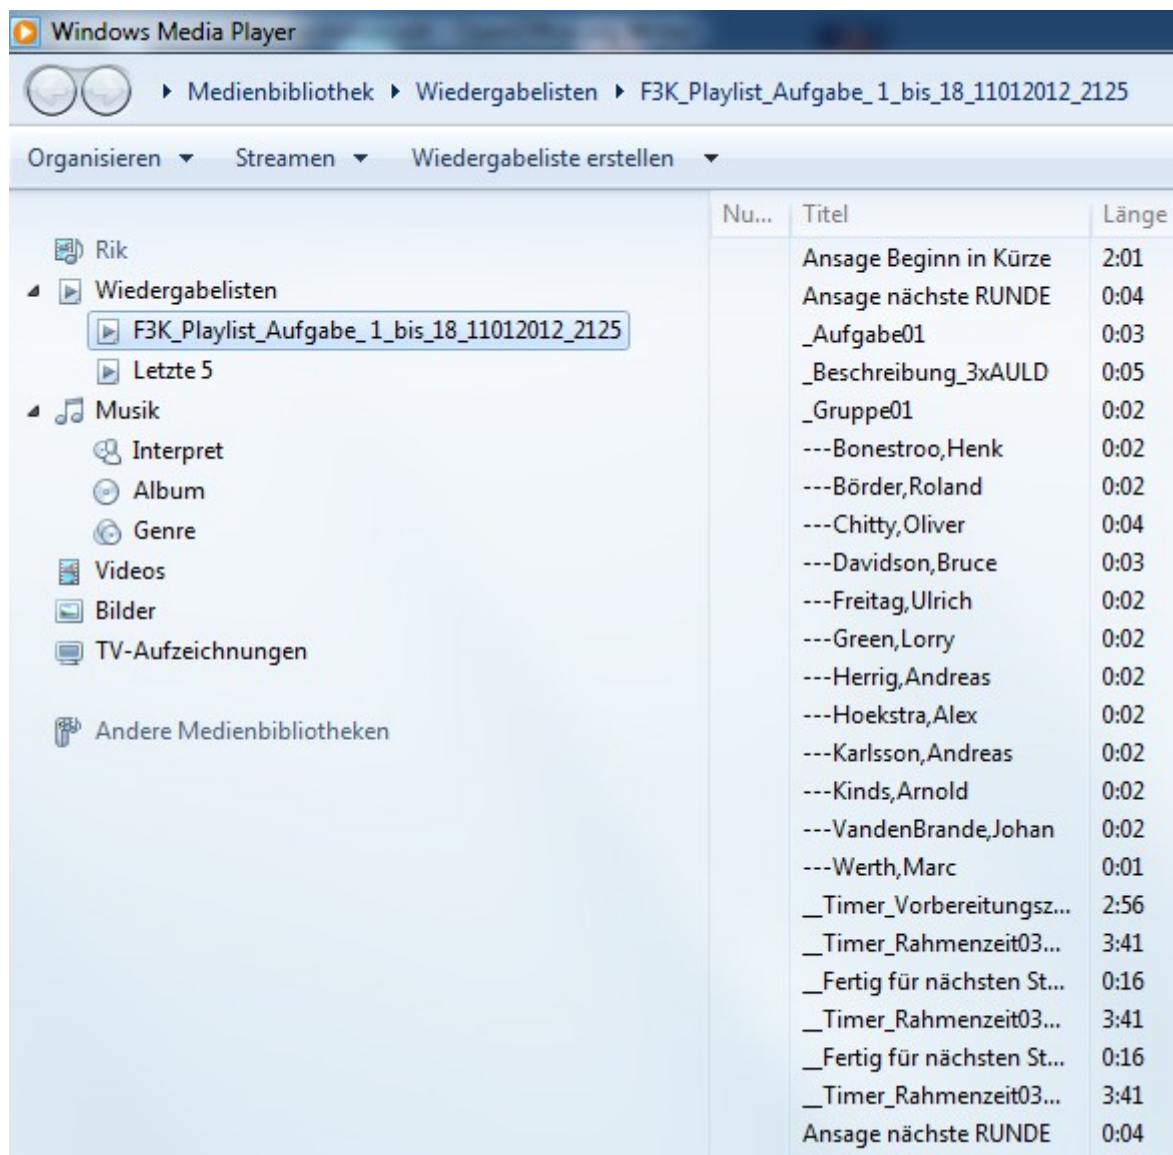 Windows Media Player
Medienbibliothek Wiedergabelisten F3K_Playlist_Aufgabe_ 1_bis_18_11012012_2125
Organisieren Streamen Wiedergabeliste erstellen
Rik
Wiedergabelisten
F3K_Playlist_Aufgabe_ 1_bis_18_11012012_2125
Letzte 5
Musik
Interpret
Album
Genre
Videos
Bilder
TV-Aufzeichnungen
Andere Medienbibliotheken
Nu... Titel Länge
Ansage Beginn in Kürze 2:01
Ansage nächste RUNDE 0:04
_Aufgabe01 0:03
_Beschreibung_3xAULD 0:05
_Gruppe01 0:02
---Bonestroo,Henk 0:02
---Börder,Roland 0:02
---Chitty,Oliver 0:04
---Davidson,Bruce 0:03
---Freitag,Ulrich 0:02
---Green,Lorry 0:02
---Herrig,Andreas 0:02
---Hoekstra,Alex 0:02
---Karlsson,Andreas 0:02
---Kinds,Arnold 0:02
---VandenBrande,Johan 0:02
---Werth,Marc 0:01
__Timer_Vorbereitungsz... 2:56
__Timer_Rahmenzeit03... 3:41
__Fertig für nächsten St... 0:16
__Timer_Rahmenzeit03... 3:41
__Fertig für nächsten St... 0:16
__Timer_Rahmenzeit03... 3:41
Ansage nächste RUNDE 0:04